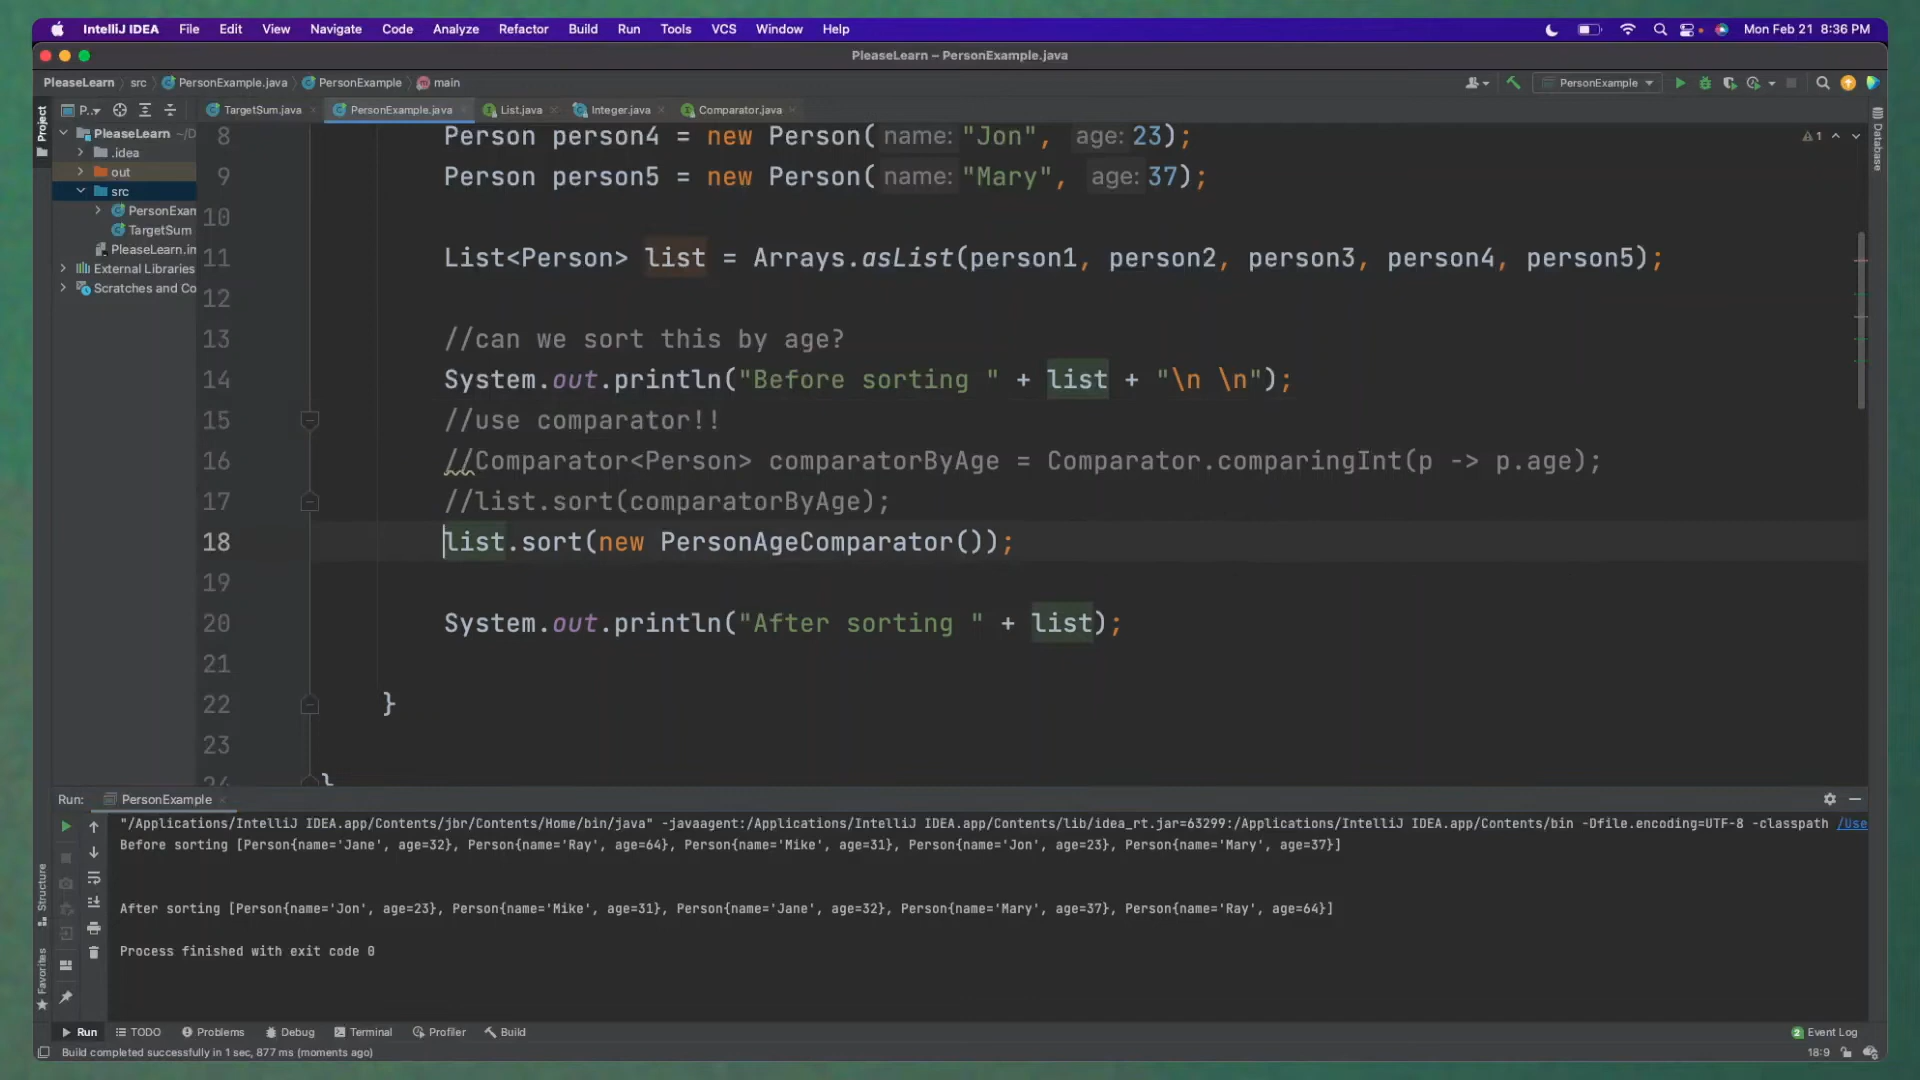 IntelliJ IDEA File Edit View Navigate Code Analyze Refactor Build Run Tools VCS Window Help Mon Feb 21 8:36 PM
PleaseLearn – PersonExample.java
PleaseLearn src PersonExample.java PersonExample main PersonExample
Project P.. TargetSum.java PersonExample.java List.java Integer.java Comparator.java
PleaseLearn ~/D
.idea
out
src
PersonExam
TargetSum
PleaseLearn.im
External Libraries
Scratches and Co
8 Person person4 = new Person( name: "Jon", age: 23);
1
9 Person person5 = new Person( name: "Mary", age: 37);
10
11 List<Person> list = Arrays.asList(person1, person2, person3, person4, person5);
12
13 //can we sort this by age?
14 System.out.println("Before sorting " + list + "\n \n");
15 //use comparator!!
16 //Comparator<Person> comparatorByAge = Comparator.comparingInt(p -> p.age);
17 //list.sort(comparatorByAge);
18 list.sort(new PersonAgeComparator());
19
20 System.out.println("After sorting " + list);
21
22 }
23
24 }
Database
Run: PersonExample
"/Applications/IntelliJ IDEA.app/Contents/jbr/Contents/Home/bin/java" -javaagent:/Applications/IntelliJ IDEA.app/Contents/lib/idea_rt.jar=63299:/Applications/IntelliJ IDEA.app/Contents/bin -Dfile.encoding=UTF-8 -classpath /Use
Before sorting [Person{name='Jane', age=32}, Person{name='Ray', age=64}, Person{name='Mike', age=31}, Person{name='Jon', age=23}, Person{name='Mary', age=37}]
After sorting [Person{name='Jon', age=23}, Person{name='Mike', age=31}, Person{name='Jane', age=32}, Person{name='Mary', age=37}, Person{name='Ray', age=64}]
Process finished with exit code 0
Structure
Favorites
Run TODO Problems Debug Terminal Profiler Build 2 Event Log
Build completed successfully in 1 sec, 877 ms (moments ago) 18:9